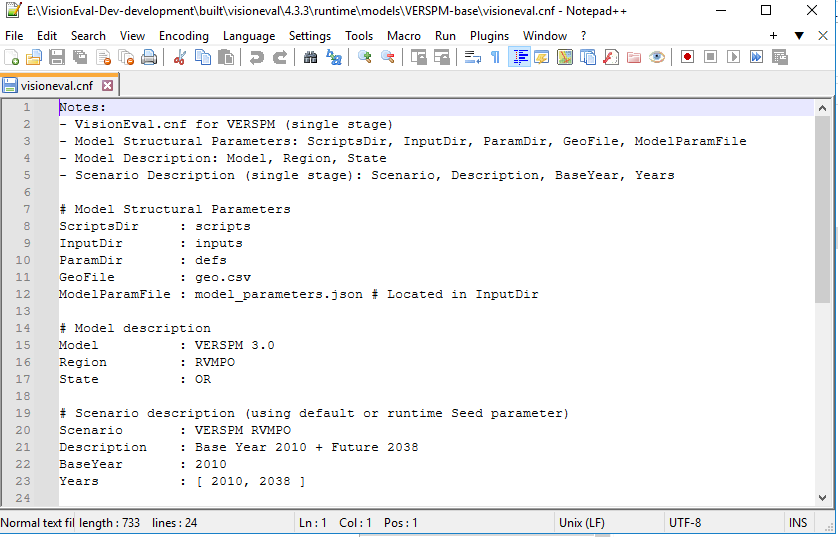 E:\VisionEval-Dev-development\built\visioneval\4.3.3\runtime\models\VERSPM-base\visioneval.cnf - Notepad++
File Edit Search View Encoding Language Settings Tools Macro Run Plugins Window ? + ▼ X
visioneval.cnf
1 Notes:
2 - VisionEval.cnf for VERSPM (single stage)
3 - Model Structural Parameters: ScriptsDir, InputDir, ParamDir, GeoFile, ModelParamFile
4 - Model Description: Model, Region, State
5 - Scenario Description (single stage): Scenario, Description, BaseYear, Years
6
7 # Model Structural Parameters
8 ScriptsDir : scripts
9 InputDir : inputs
10 ParamDir : defs
11 GeoFile : geo.csv
12 ModelParamFile : model_parameters.json # Located in InputDir
13
14 # Model description
15 Model : VERSPM 3.0
16 Region : RVMPO
17 State : OR
18
19 # Scenario description (using default or runtime Seed parameter)
20 Scenario : VERSPM RVMPO
21 Description : Base Year 2010 + Future 2038
22 BaseYear : 2010
23 Years : [ 2010, 2038 ]
24
Normal text fil length : 733 lines : 24 Ln : 1 Col : 1 Pos : 1 Unix (LF) UTF-8 INS